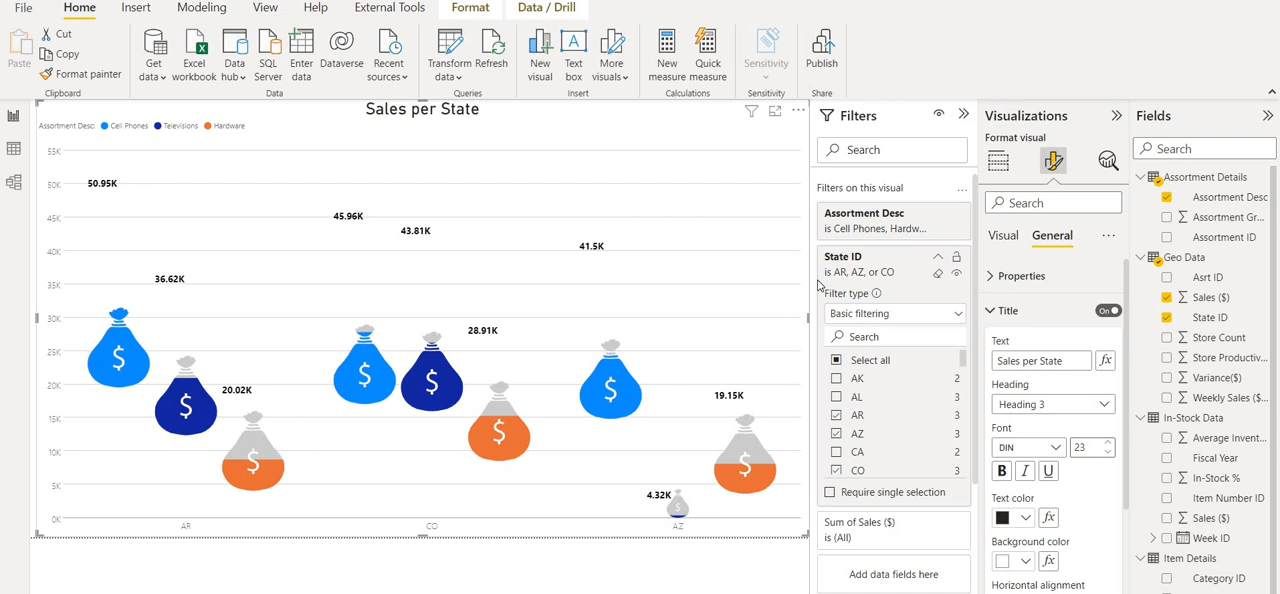 File Home Insert Modeling View Help External Tools Format Data / Drill
Paste
Cut
Copy
Format painter
Get data
Excel workbook
Data hub
SQL Server
Enter data
Dataverse
Recent sources
Transform data
Refresh
New visual
Text box
More visuals
New measure
Quick measure
Sensitivity
Publish
Clipboard Data Queries Insert Calculations Sensitivity Share
Sales per State
Assortment Desc: Cell Phones Televisions Hardware
55K
50K
45K
40K
35K
30K
25K
20K
15K
10K
5K
0K
50.95K
36.62K
20.02K
45.96K
43.81K
28.91K
41.5K
4.32K
19.15K
$ $ $ $ $ $ $ $ $
AR CO AZ
Filters
Search
Filters on this visual ...
Assortment Desc
is Cell Phones, Hardw...
State ID
is AR, AZ, or CO
Filter type
Basic filtering
Search
Select all
AK 2
AL 3
AR 3
AZ 3
CA 2
CO 3
Require single selection
Sum of Sales ($)
is (All)
Add data fields here
Visualizations
Format visual
Search
Visual General ...
Properties
Title On
Text
Sales per State fx
Heading
Heading 3
Font
DIN 23
B I U
Text color
fx
Background color
fx
Horizontal alignment
Fields
Search
Assortment Details
Assortment Desc
Assortment Gr...
Assortment ID
Geo Data
Asrt ID
Sales ($)
State ID
Store Count
Store Productiv...
Variance($)
Weekly Sales ($...
In-Stock Data
Average Invent...
Fiscal Year
In-Stock %
Item Number ID
Sales ($)
Week ID
Item Details
Category ID